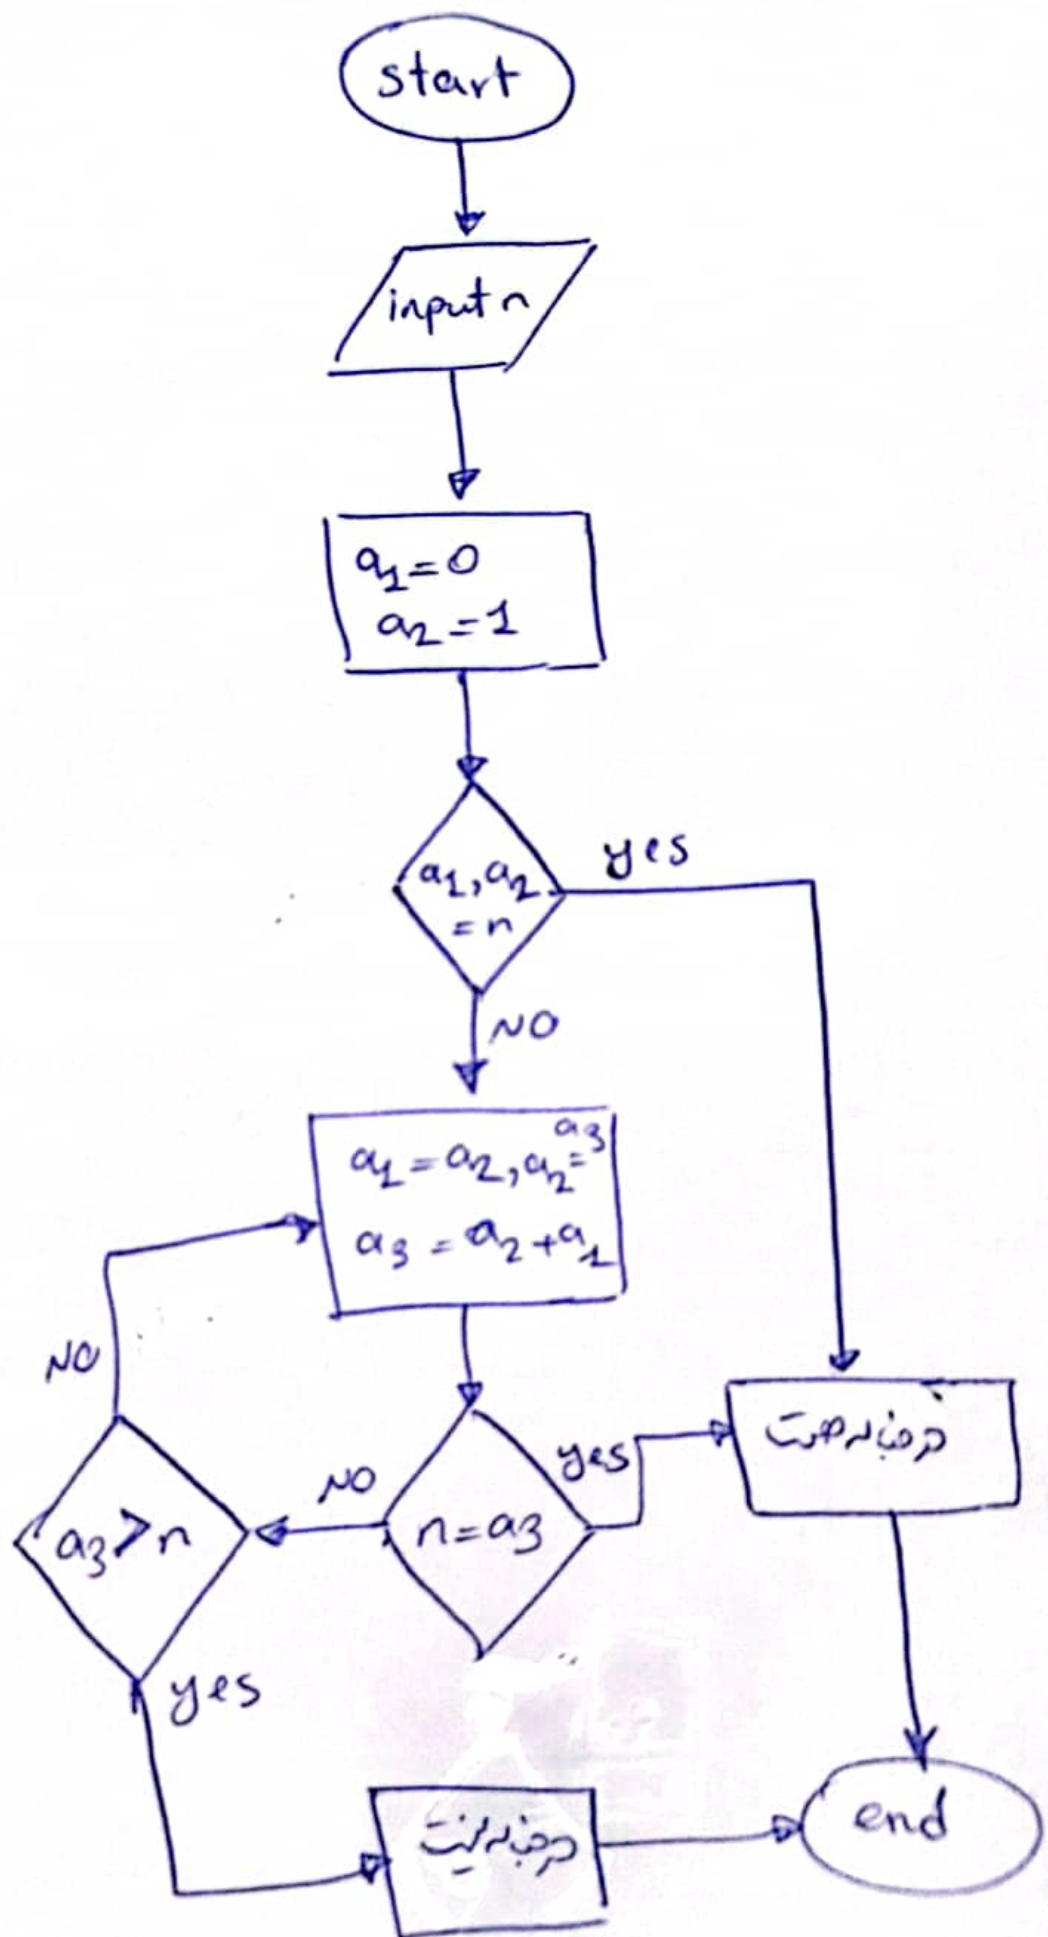 start
input n
a1=0
a2=1
a1,a2
=n
yes
NO
a1=a2,a2=a3
a3=a2+a1
NO
yes
NO
n=a3
a3>n
yes
end